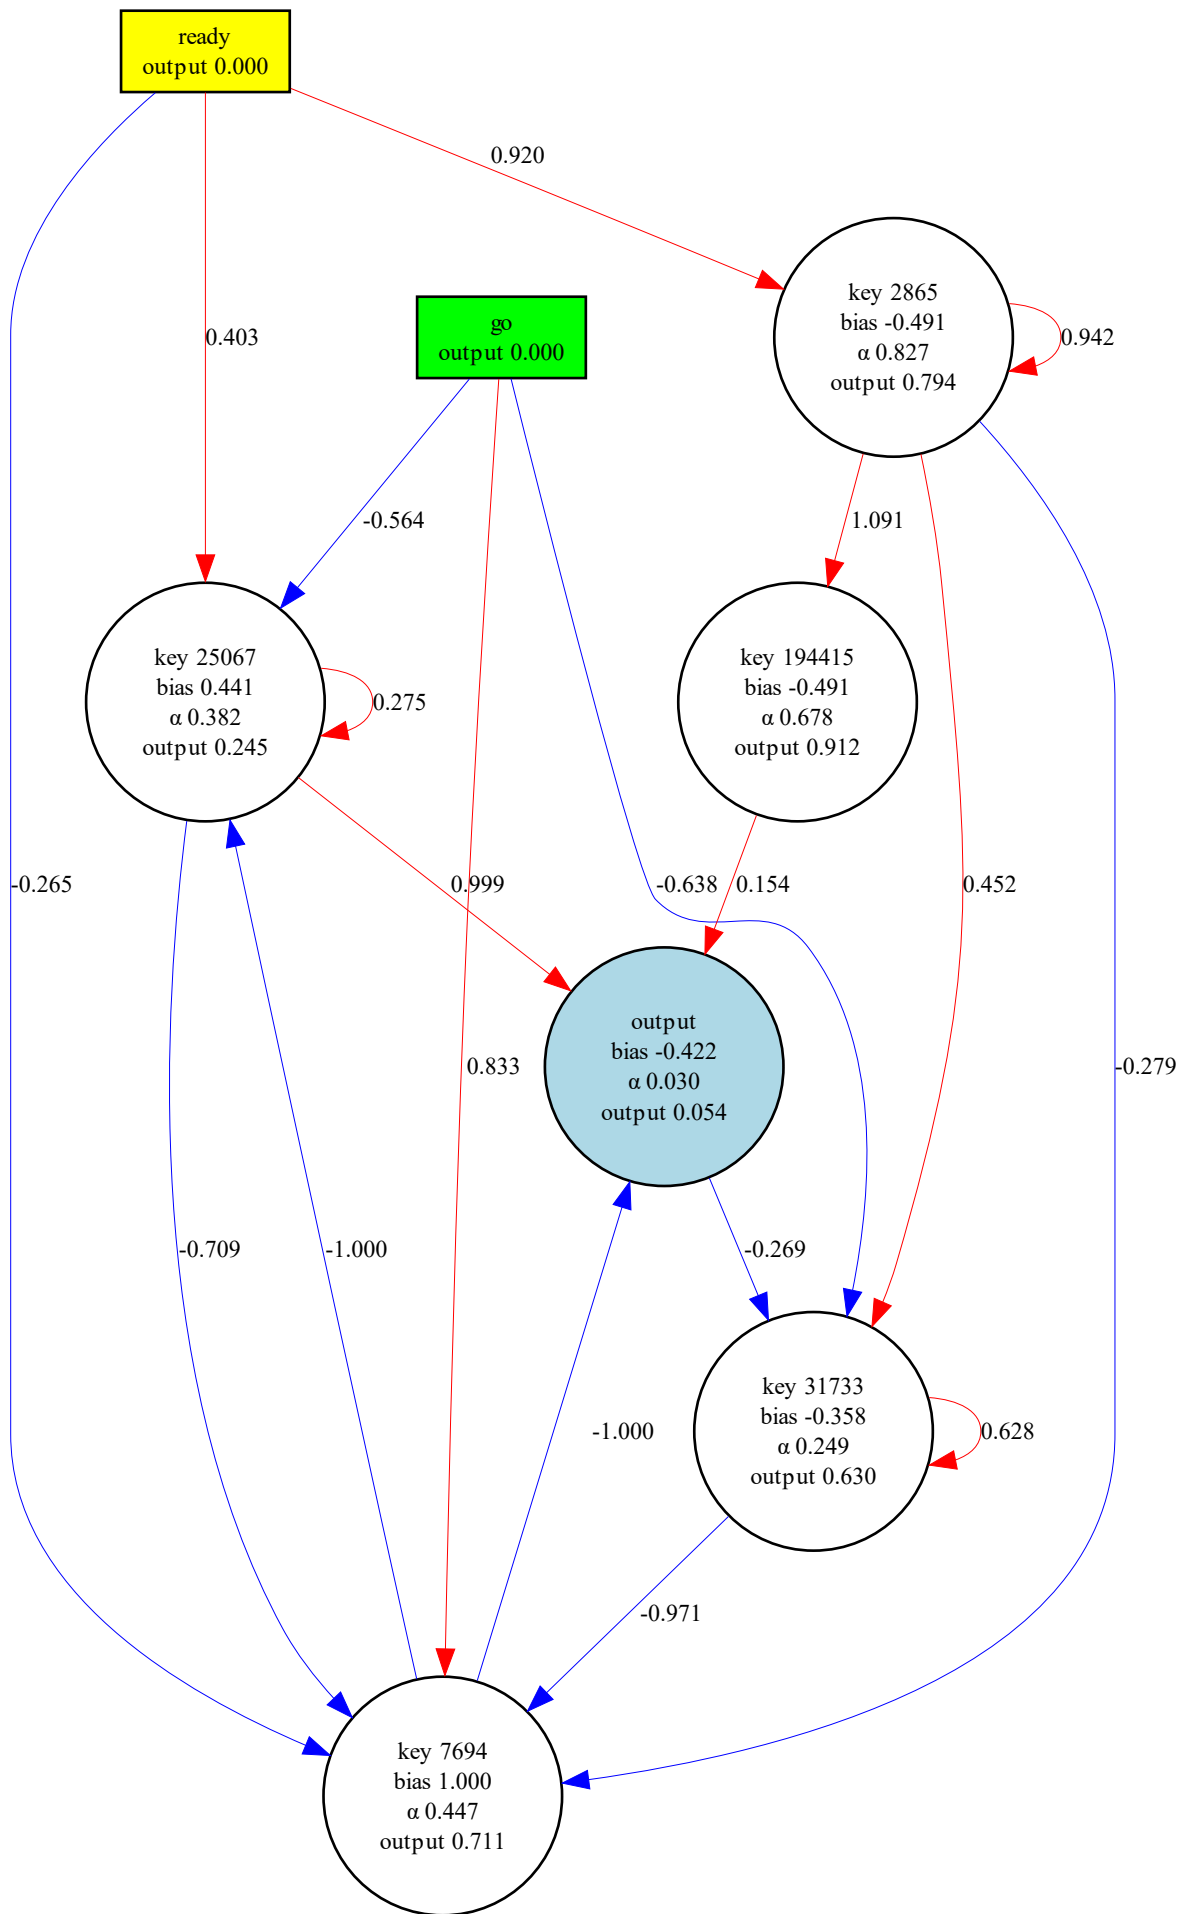 ready
output 0.000
0.920
key 2865
bias -0.491
α 0.827
output 0.794
0.942
go
output 0.000
0.403
-0.564
1.091
key 25067
bias 0.441
α 0.382
output 0.245
0.275
key 194415
bias -0.491
α 0.678
output 0.912
-0.265
0.999
-0.638
0.154
0.452
output
bias -0.422
α 0.030
output 0.054
0.833
-0.279
-0.709
-1.000
-0.269
key 31733
bias -0.358
α 0.249
output 0.630
-1.000
0.628
-0.971
key 7694
bias 1.000
α 0.447
output 0.711